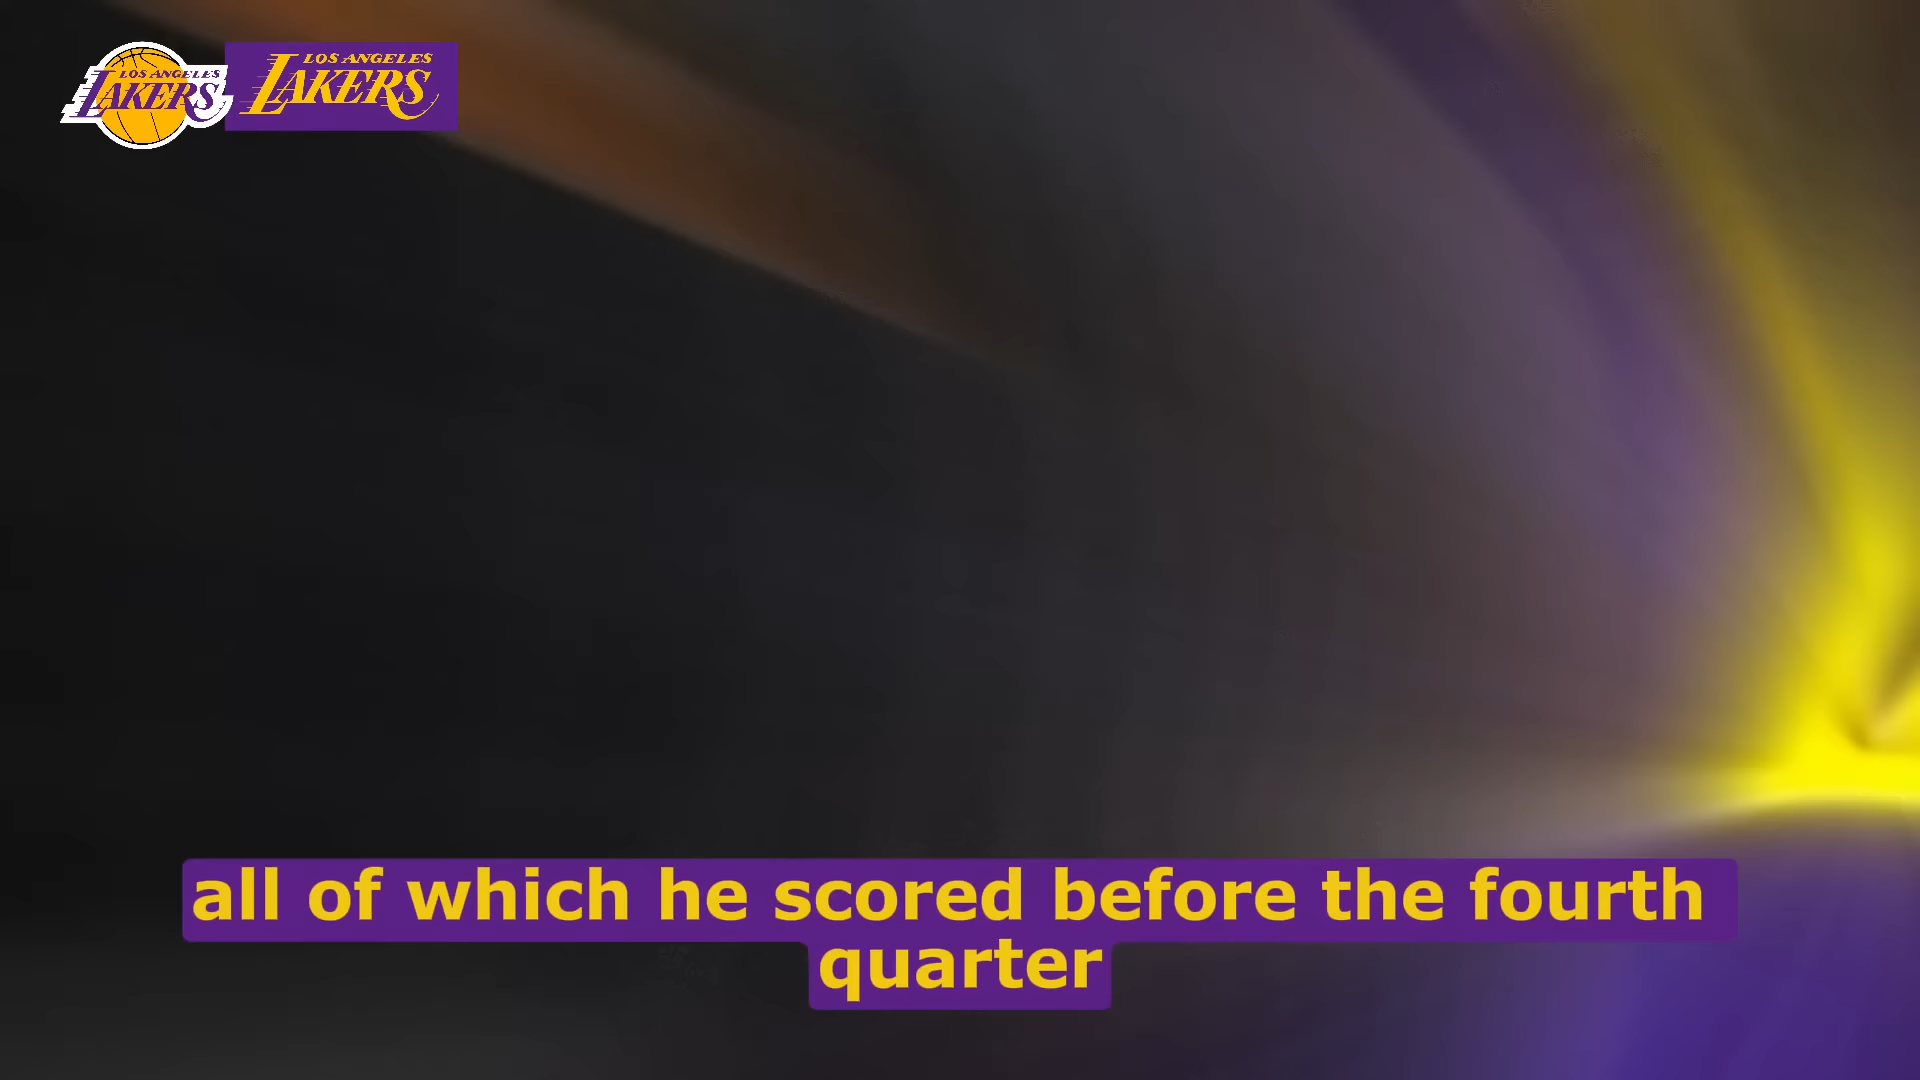 LOS ANGELES
LAKERS
LOS ANGELES
LAKERS
all of which he scored before the fourth
quarter